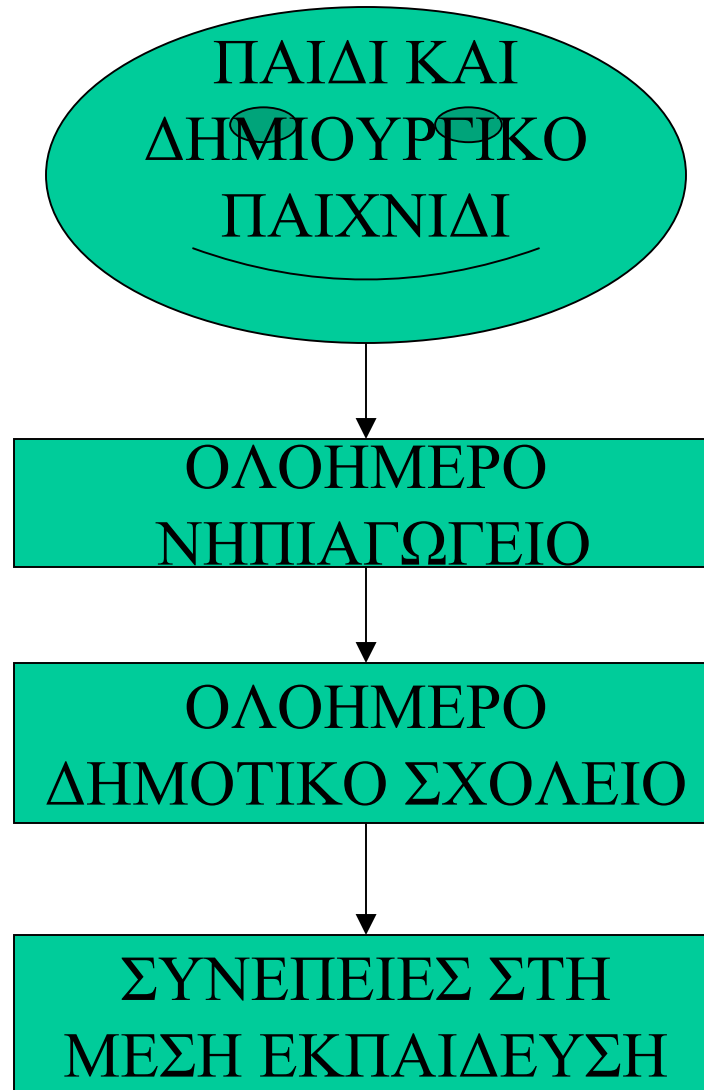 ΠΑΙΔΙ ΚΑΙ
ΔΗΜΙΟΥΡΓΙΚΟ
ΠΑΙΧΝΙΔΙ
ΟΛΟΗΜΕΡΟ
ΝΗΠΙΑΓΩΓΕΙΟ
ΟΛΟΗΜΕΡΟ
ΔΗΜΟΤΙΚΟ ΣΧΟΛΕΙΟ
ΣΥΝΕΠΕΙΕΣ ΣΤΗ
ΜΕΣΗ ΕΚΠΑΙΔΕΥΣΗ